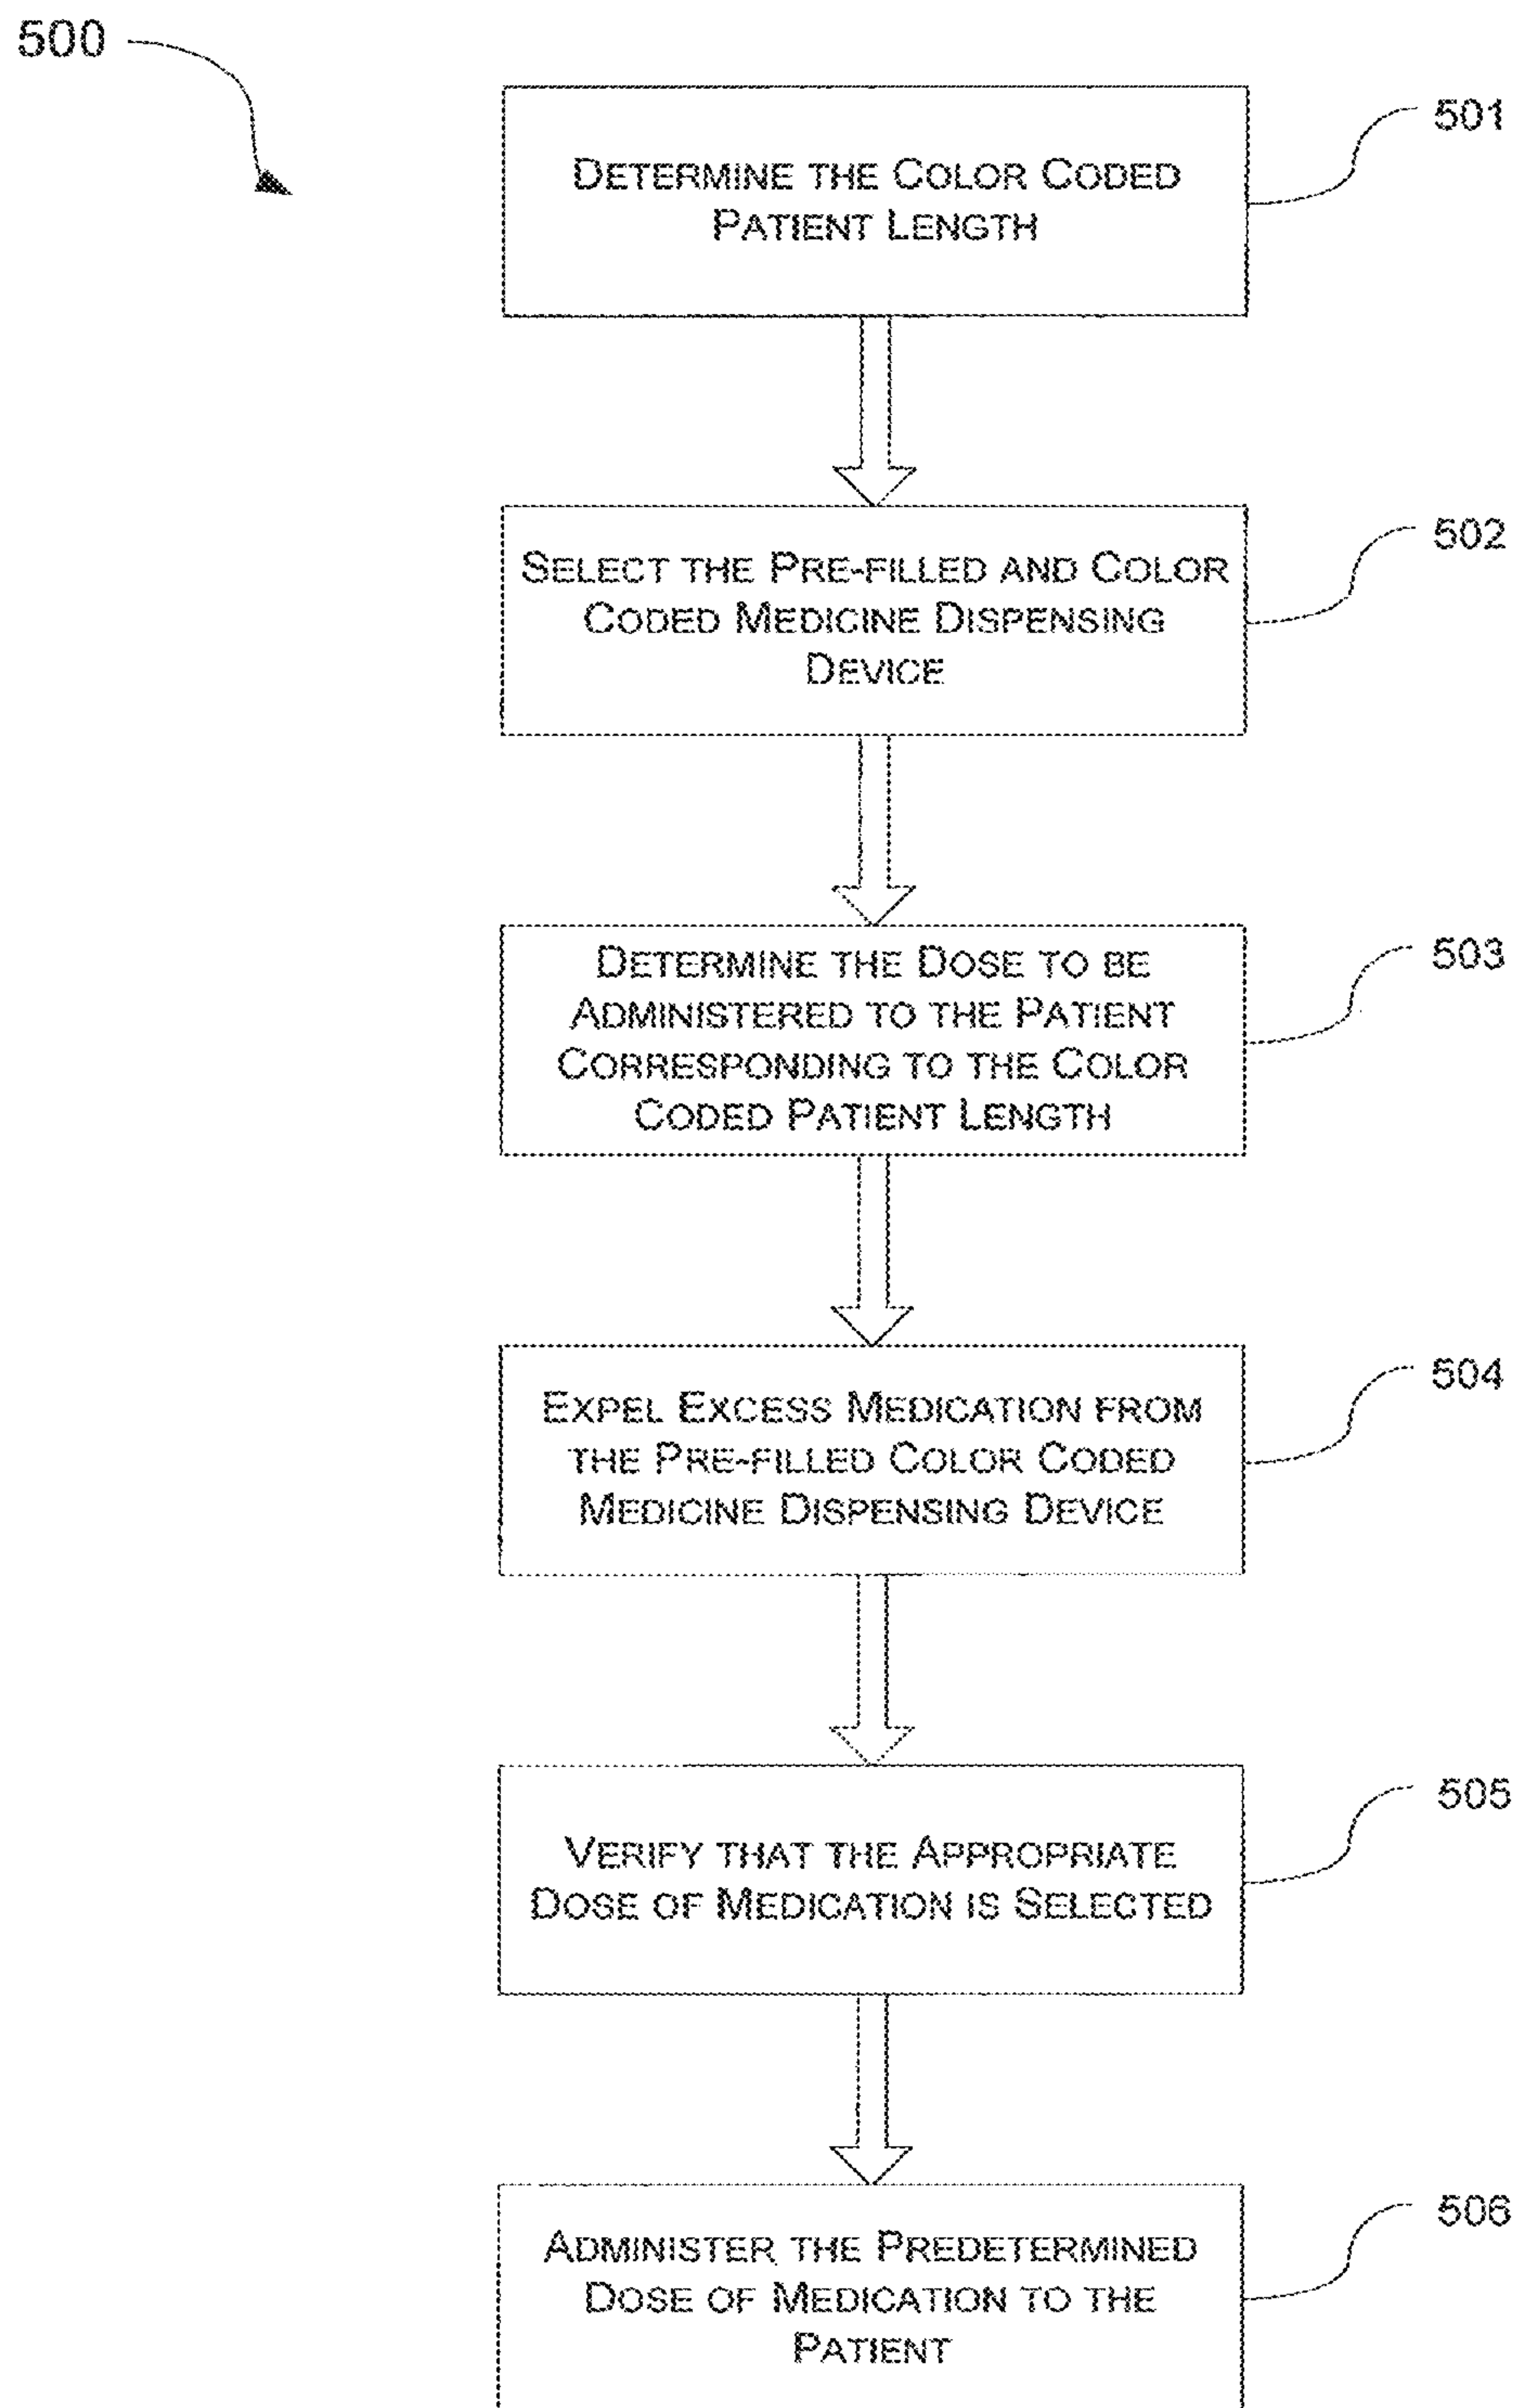 500
501
DETERMINE THE COLOR CODED
PATIENT LENGTH
502
SELECT THE PRE-FILLED AND COLOR
CODED MEDICINE DISPENSING
DEVICE
503
DETERMINE THE DOSE TO BE
ADMINISTERED TO THE PATIENT
CORRESPONDING TO THE COLOR
CODED PATIENT LENGTH
504
EXPEL EXCESS MEDICATION FROM
THE PRE-FILLED COLOR CODED
MEDICINE DISPENSING DEVICE
505
VERIFY THAT THE APPROPRIATE
DOSE OF MEDICATION IS SELECTED
506
ADMINISTER THE PREDETERMINED
DOSE OF MEDICATION TO THE
PATIENT